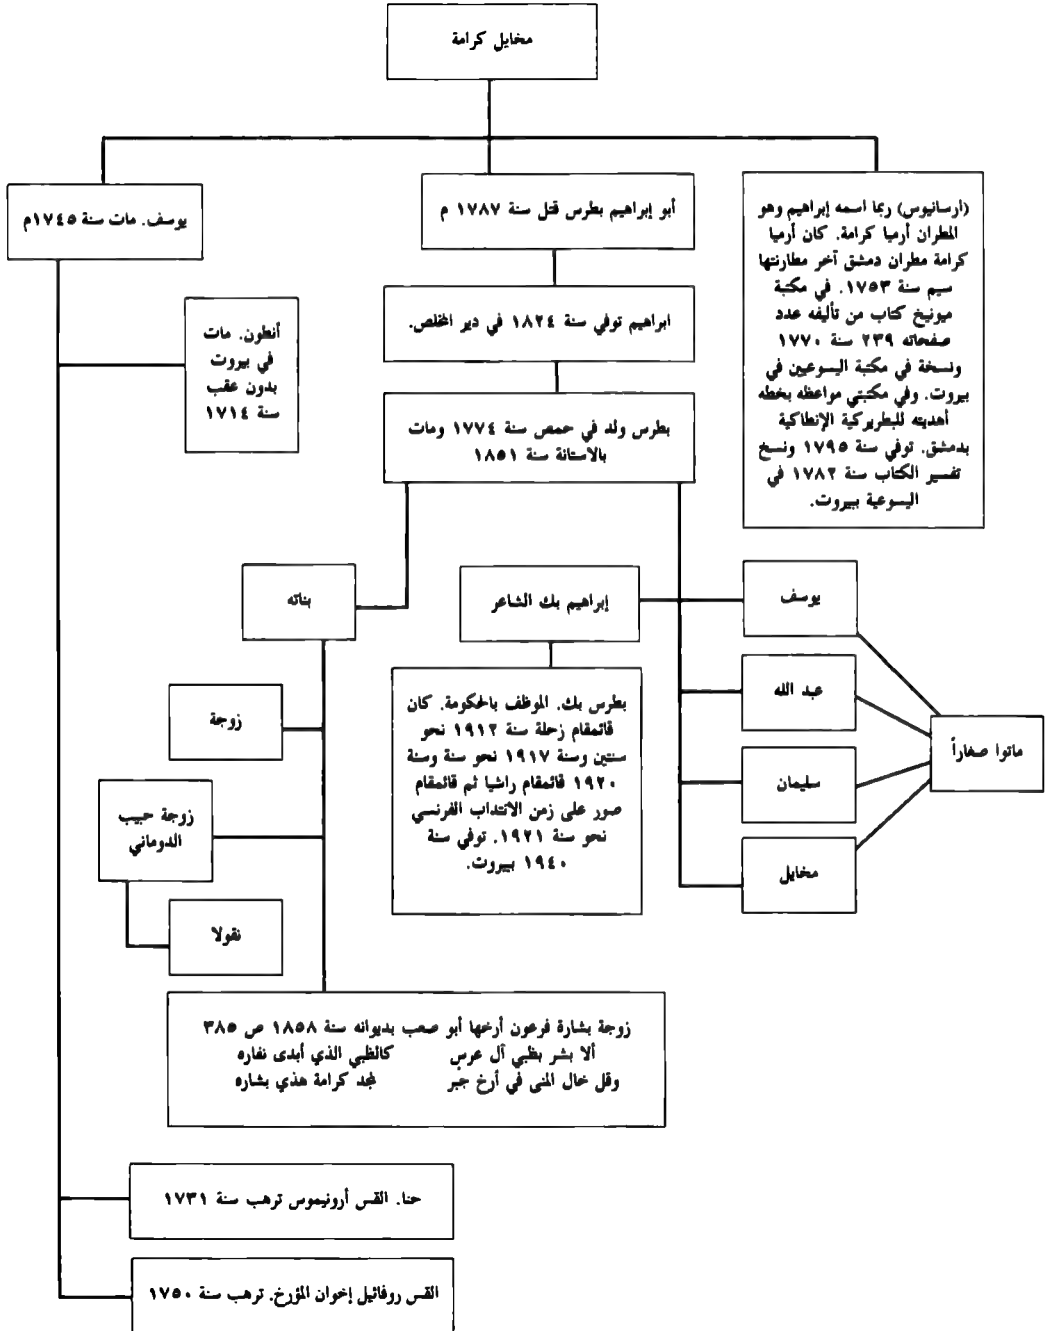 مخايل كرامة
(ارسانيوس) ربما اسمه إبراهيم وهو
المطران أرميا كرامة. كان أرميا
كرامة مطران دمشق آخر مطارنتها
سيم سنة ١٧٥٣. في مكتبة
ميونيخ كتاب من تأليفه عدد
صفحاته ٢٣٩ سنة ١٧٧٠
ونسخة في مكتبة اليسوعيين في
بيروت. وفي مكتبتي مواعظه بخطه
أهديته للبطريركية الإنطاكية
بدمشق. توفي سنة ١٧٩٥ ونسخ
تفسير الكتاب سنة ١٧٨٢ في
اليسوعية ببيروت.
أبو إبراهيم بطرس قتل سنة ١٧٨٧ م
يوسف. مات سنة ١٧٤٥م
ابراهيم توفي سنة ١٨٢٤ في دير المخلص.
أنطون. مات
في بيروت
بدون عقب
سنة ١٧١٤
بطرس ولد في حمص سنة ١٧٧٤ ومات
بالاستانة سنة ١٨٥١
يوسف
إبراهيم بك الشاعر
بناته
عبد الله
سليمان
مخايل
ماتوا صغاراً
بطرس بك. الموظف بالحكومة. كان
قائمقام زحلة سنة ١٩١٢ نحو
سنتين وسنة ١٩١٧ نحو سنة وسنة
١٩٢٠ قائمقام راشيا ثم قائمقام
صور على زمن الانتداب الفرنسي
نحو سنة ١٩٢١. توفي سنة
١٩٤٠ ببيروت.
زوجة
زوجة حبيب
الدوماني
نقولا
زوجة بشارة فرعون أرخها أبو صعب بديوانه سنة ١٨٥٨ ص ٣٨٥
ألا بشر بظبي آل عرس كالظبي الذي أبدى نفاره
وقل خال المنى في أرخ جبْر لمجد كرامة هذي بشاره
حنا. القس أرونيموس ترهب سنة ١٧٣١
القس روفائيل إخوان المؤرخ. ترهب سنة ١٧٥٠